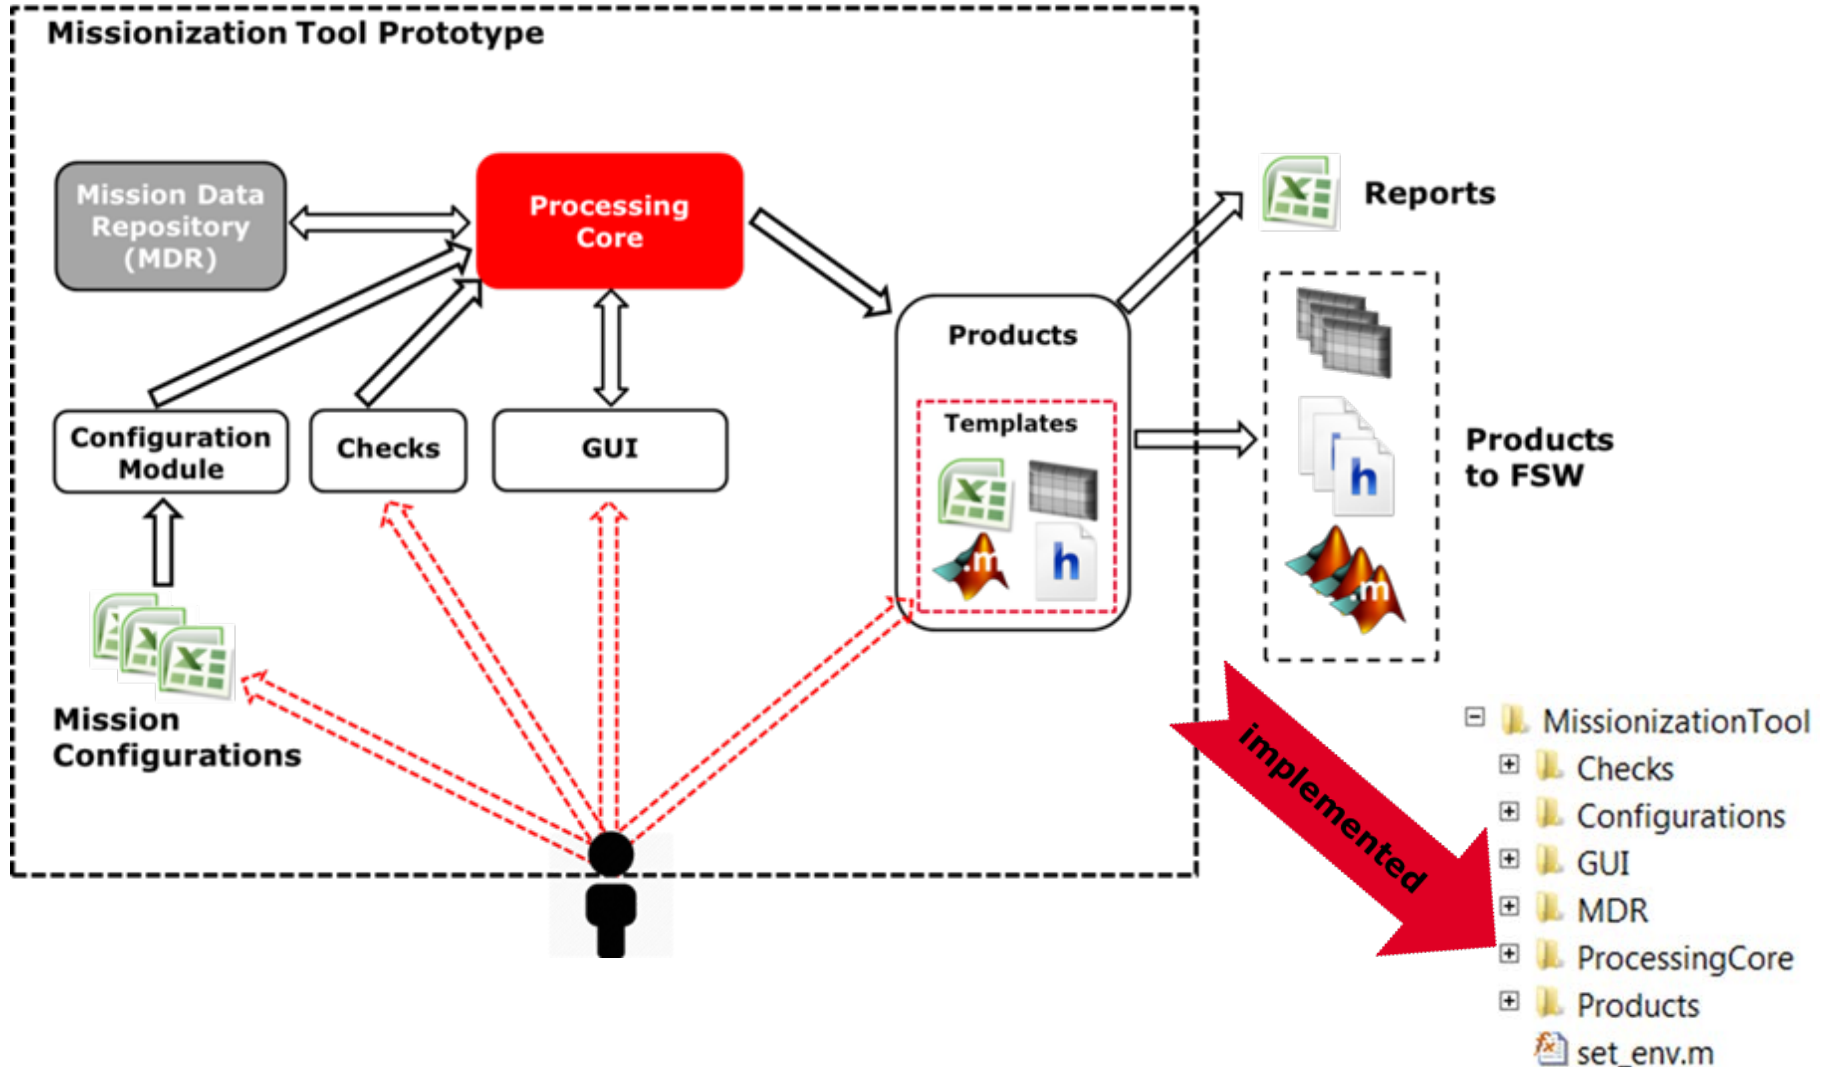 Missionization Tool Prototype
Mission Data
Repository
(MDR)
Processing
Core
Reports
Products
Configuration
Module
Checks
GUI
Templates
.m
h
h
.m
Products
to FSW
Mission
Configurations
implemented
MissionizationTool
Checks
Configurations
GUI
MDR
ProcessingCore
Products
set_env.m